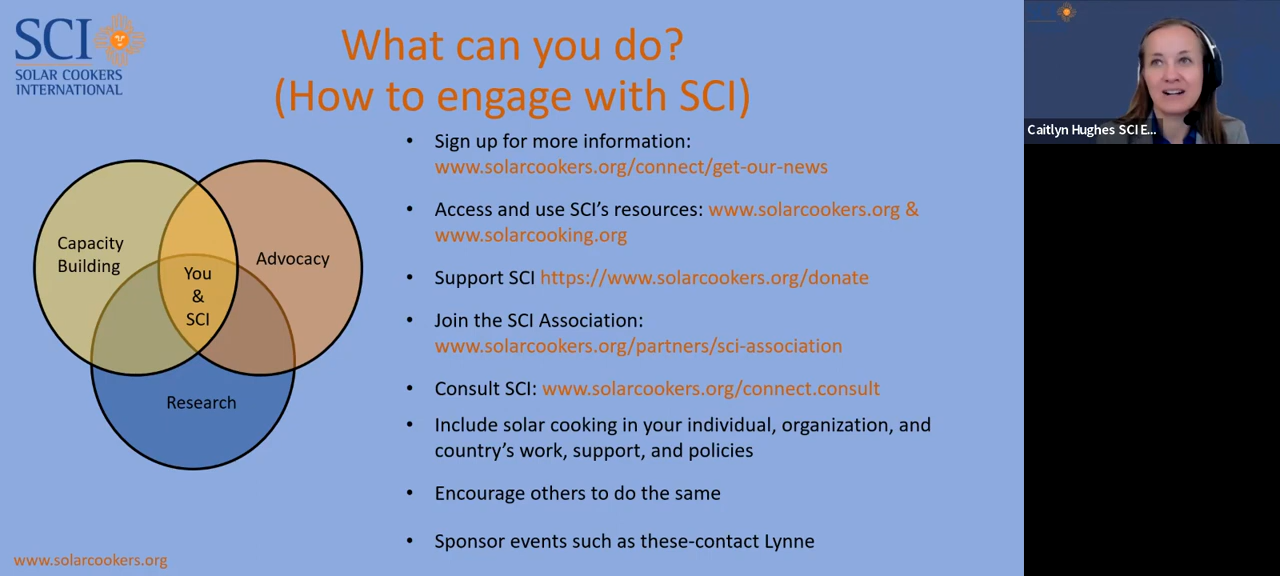 SCI
SOLAR COOKERS
INTERNATIONAL
What can you do?
(How to engage with SCI)
• Sign up for more information:
www.solarcookers.org/connect/get-our-news
• Access and use SCI’s resources: www.solarcookers.org &
www.solarcooking.org
• Support SCI https://www.solarcookers.org/donate
• Join the SCI Association:
www.solarcookers.org/partners/sci-association
• Consult SCI: www.solarcookers.org/connect.consult
• Include solar cooking in your individual, organization, and
country’s work, support, and policies
• Encourage others to do the same
• Sponsor events such as these-contact Lynne
Capacity
Building
Advocacy
You
&
SCI
Research
www.solarcookers.org
Caitlyn Hughes SCI E...